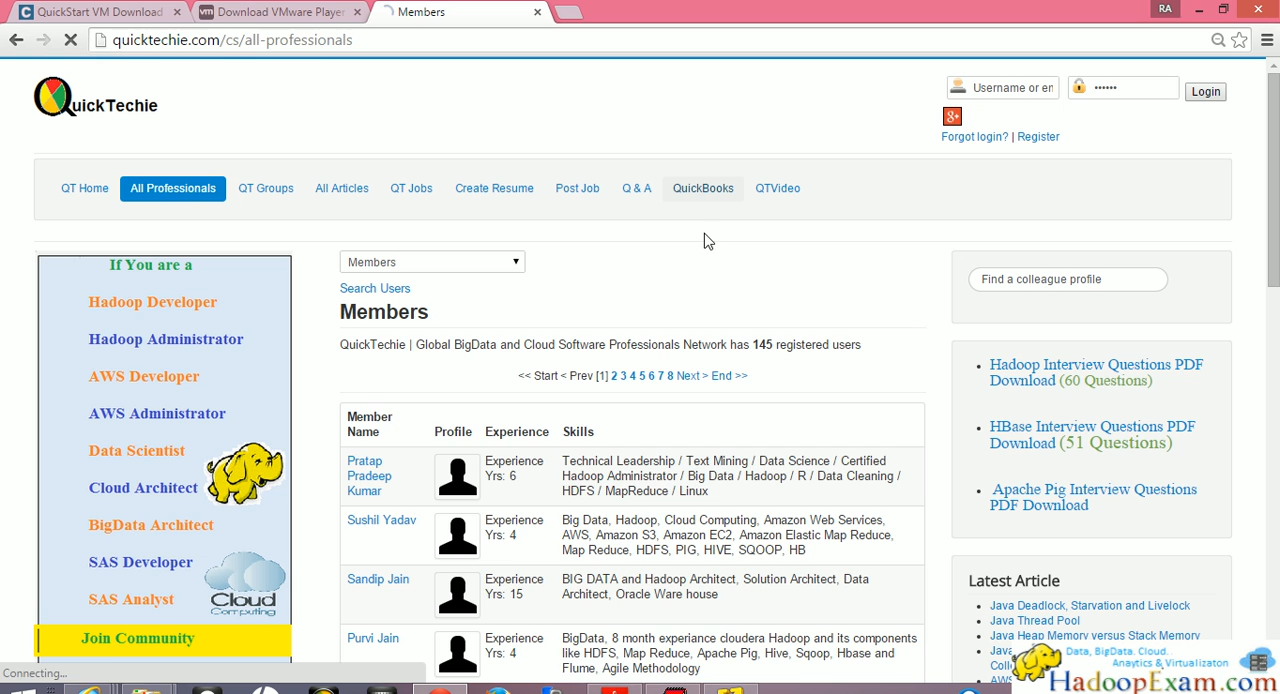 QuickStart VM Download
Download VMware Player
Members
RA
quicktechie.com/cs/all-professionals
QuickTechie
Username or en
••••••
Login
g+
Forgot login? | Register
QT Home
All Professionals
QT Groups
All Articles
QT Jobs
Create Resume
Post Job
Q & A
QuickBooks
QTVideo
If You are a
Hadoop Developer
Hadoop Administrator
AWS Developer
AWS Administrator
Data Scientist
Cloud Architect
BigData Architect
SAS Developer
SAS Analyst
Cloud
Computing
Join Community
Members
Search Users
Members
QuickTechie | Global BigData and Cloud Software Professionals Network has 145 registered users
<< Start < Prev [1] 2 3 4 5 6 7 8 Next > End >>
Member
Name
Profile
Experience
Skills
Pratap
Pradeep
Kumar
Experience
Yrs: 6
Technical Leadership / Text Mining / Data Science / Certified
Hadoop Administrator / Big Data / Hadoop / R / Data Cleaning /
HDFS / MapReduce / Linux
Sushil Yadav
Experience
Yrs: 4
Big Data, Hadoop, Cloud Computing, Amazon Web Services,
AWS, Amazon S3, Amazon EC2, Amazon Elastic Map Reduce,
Map Reduce, HDFS, PIG, HIVE, SQOOP, HB
Sandip Jain
Experience
Yrs: 15
BIG DATA and Hadoop Architect, Solution Architect, Data
Architect, Oracle Ware house
Purvi Jain
Experience
Yrs: 4
BigData, 8 month experiance cloudera Hadoop and its components
like HDFS, Map Reduce, Apache Pig, Hive, Sqoop, Hbase and
Flume, Agile Methodology
Find a colleague profile
Hadoop Interview Questions PDF
Download (60 Questions)
HBase Interview Questions PDF
Download (51 Questions)
Apache Pig Interview Questions
PDF Download
Latest Article
Java Deadlock, Starvation and Livelock
Java Thread Pool
Java Heap Memory versus Stack Memory
Connecting...
Data, BigData, Cloud,
Anaytics & Virtualizaton
HadoopExam.com